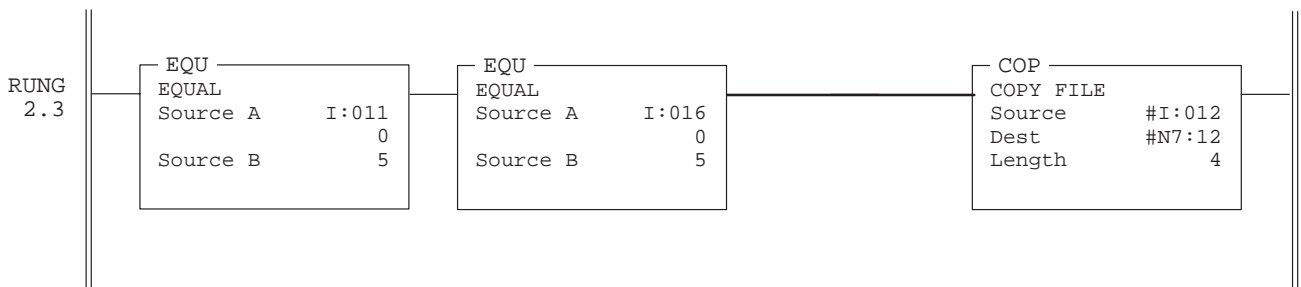 RUNG
2.3
EQU
EQUAL
Source A I:011
0
Source B 5
EQU
EQUAL
Source A I:016
0
Source B 5
COP
COPY FILE
Source #I:012
Dest #N7:12
Length 4